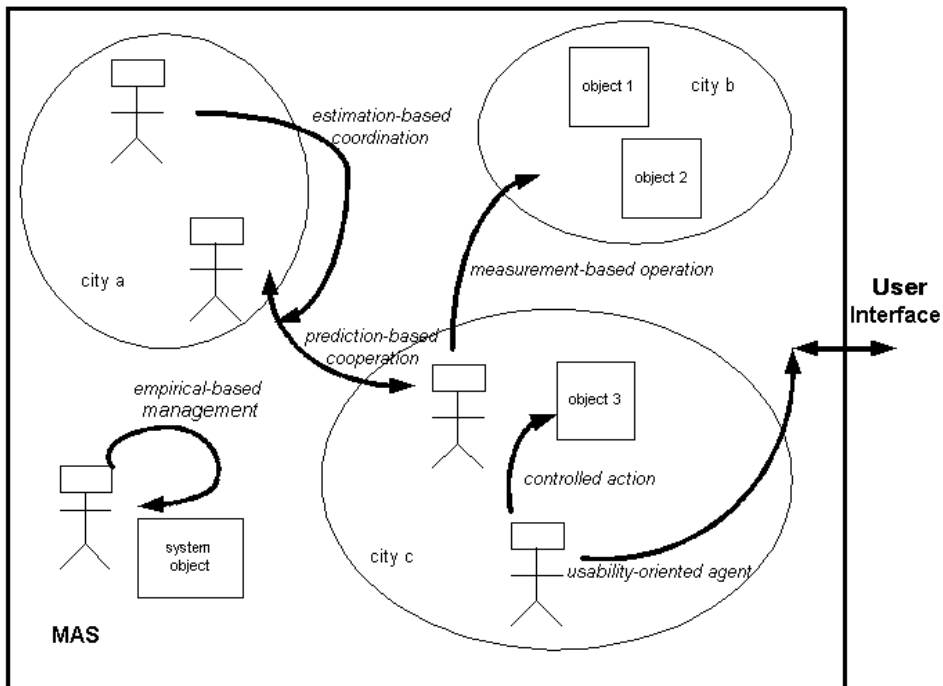 estimation-based
coordination
city a
object 1
city b
object 2
measurement-based operation
User
Interface
prediction-based
cooperation
empirical-based
management
object 3
controlled action
system
object
city c
usability-oriented agent
MAS